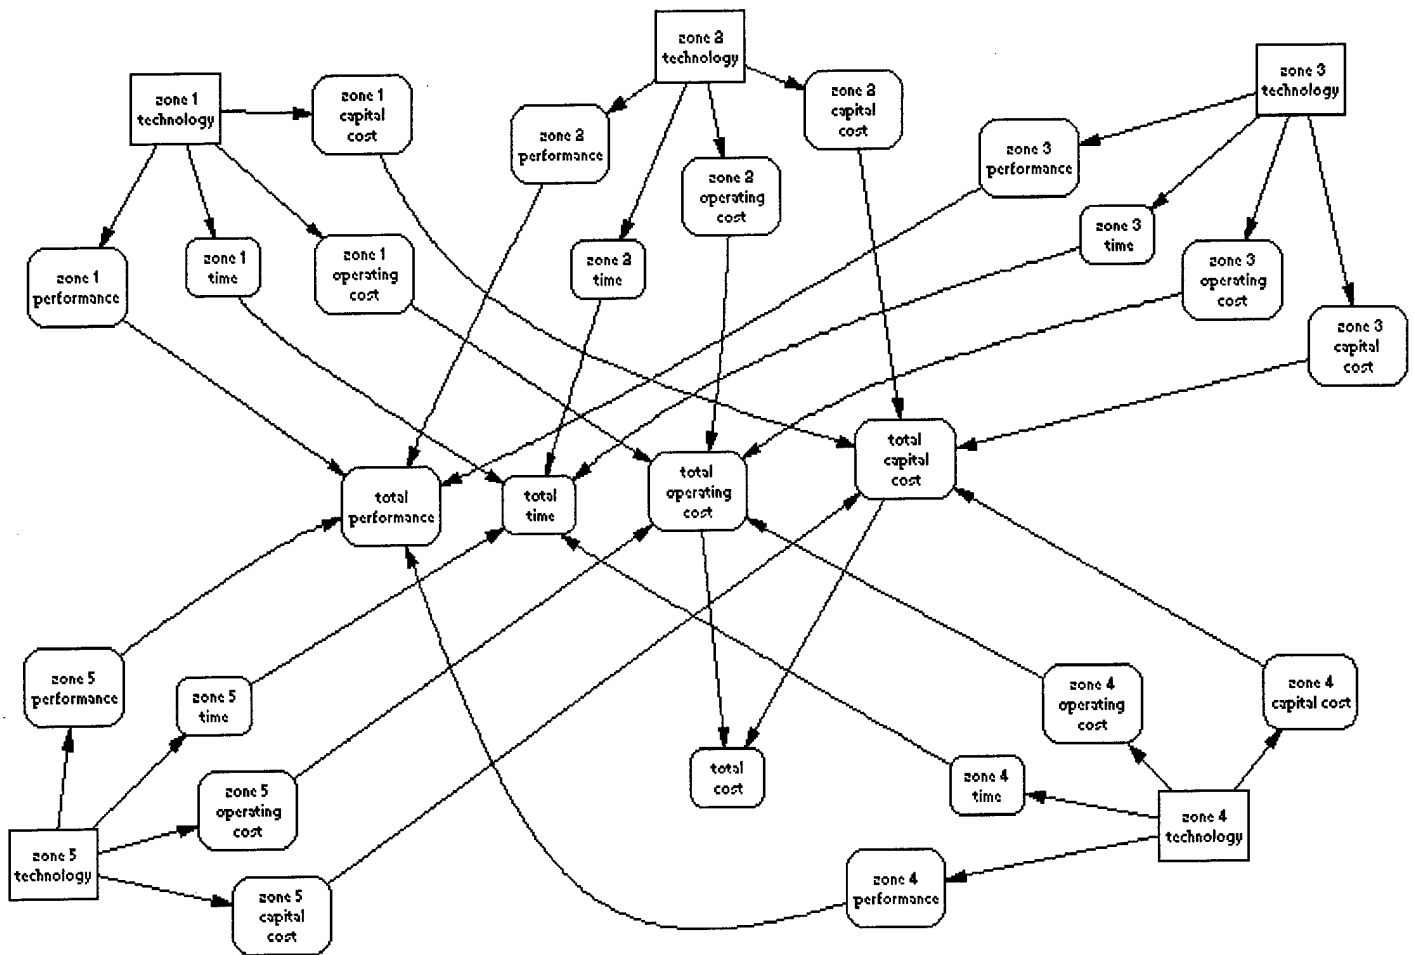 zone 1
technology
zone 1
capital
cost
zone 2
technology
zone 2
capital
cost
zone 3
technology
zone 2
performance
zone 2
operating
cost
zone 3
performance
zone 1
performance
zone 1
time
zone 1
operating
cost
zone 2
time
zone 3
time
zone 3
operating
cost
zone 3
capital
cost
total
performance
total
time
total
operating
cost
total
capital
cost
zone 5
performance
zone 5
time
zone 4
operating
cost
zone 4
capital cost
zone 5
operating
cost
total
cost
zone 4
time
zone 4
technology
zone 5
technology
zone 5
capital
cost
zone 4
performance